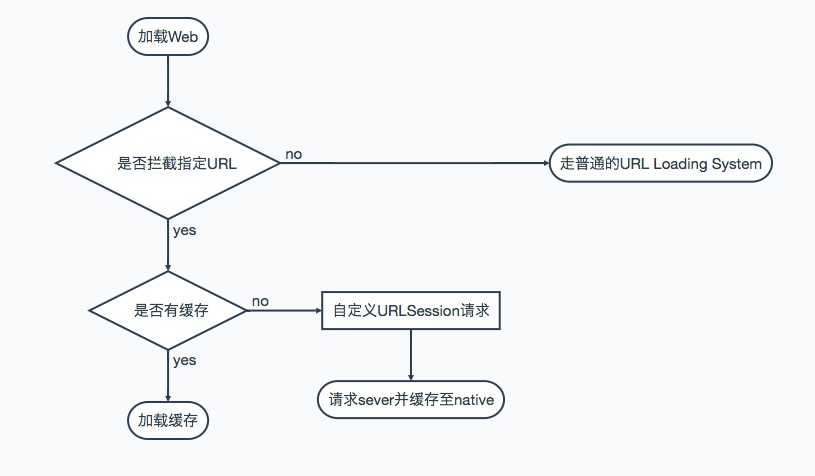 加载Web
是否拦截指定URL
no
走普通的URL Loading System
yes
是否有缓存
no
自定义URLSession请求
yes
请求sever并缓存至native
加载缓存